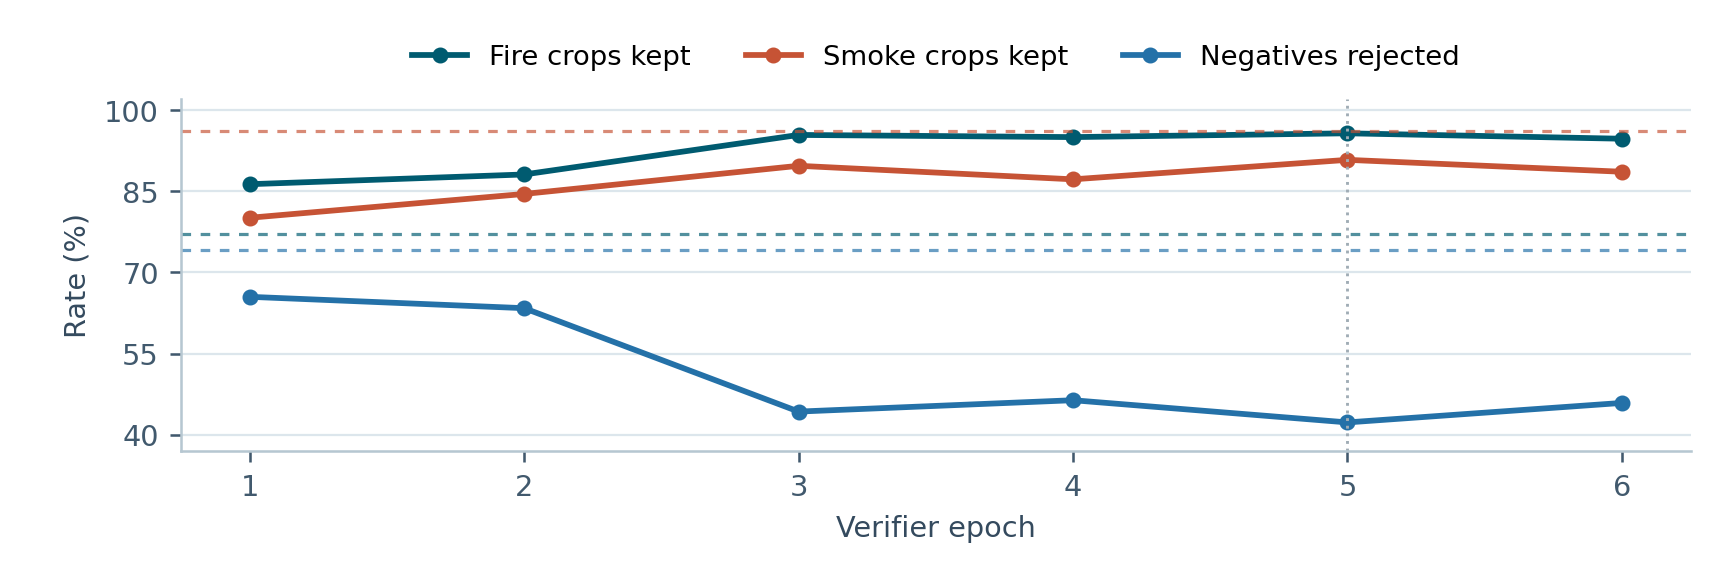 Fire crops kept Smoke crops kept Negatives rejected
100
85
70
55
40
Rate (%)
1 2 3 4 5 6
Verifier epoch